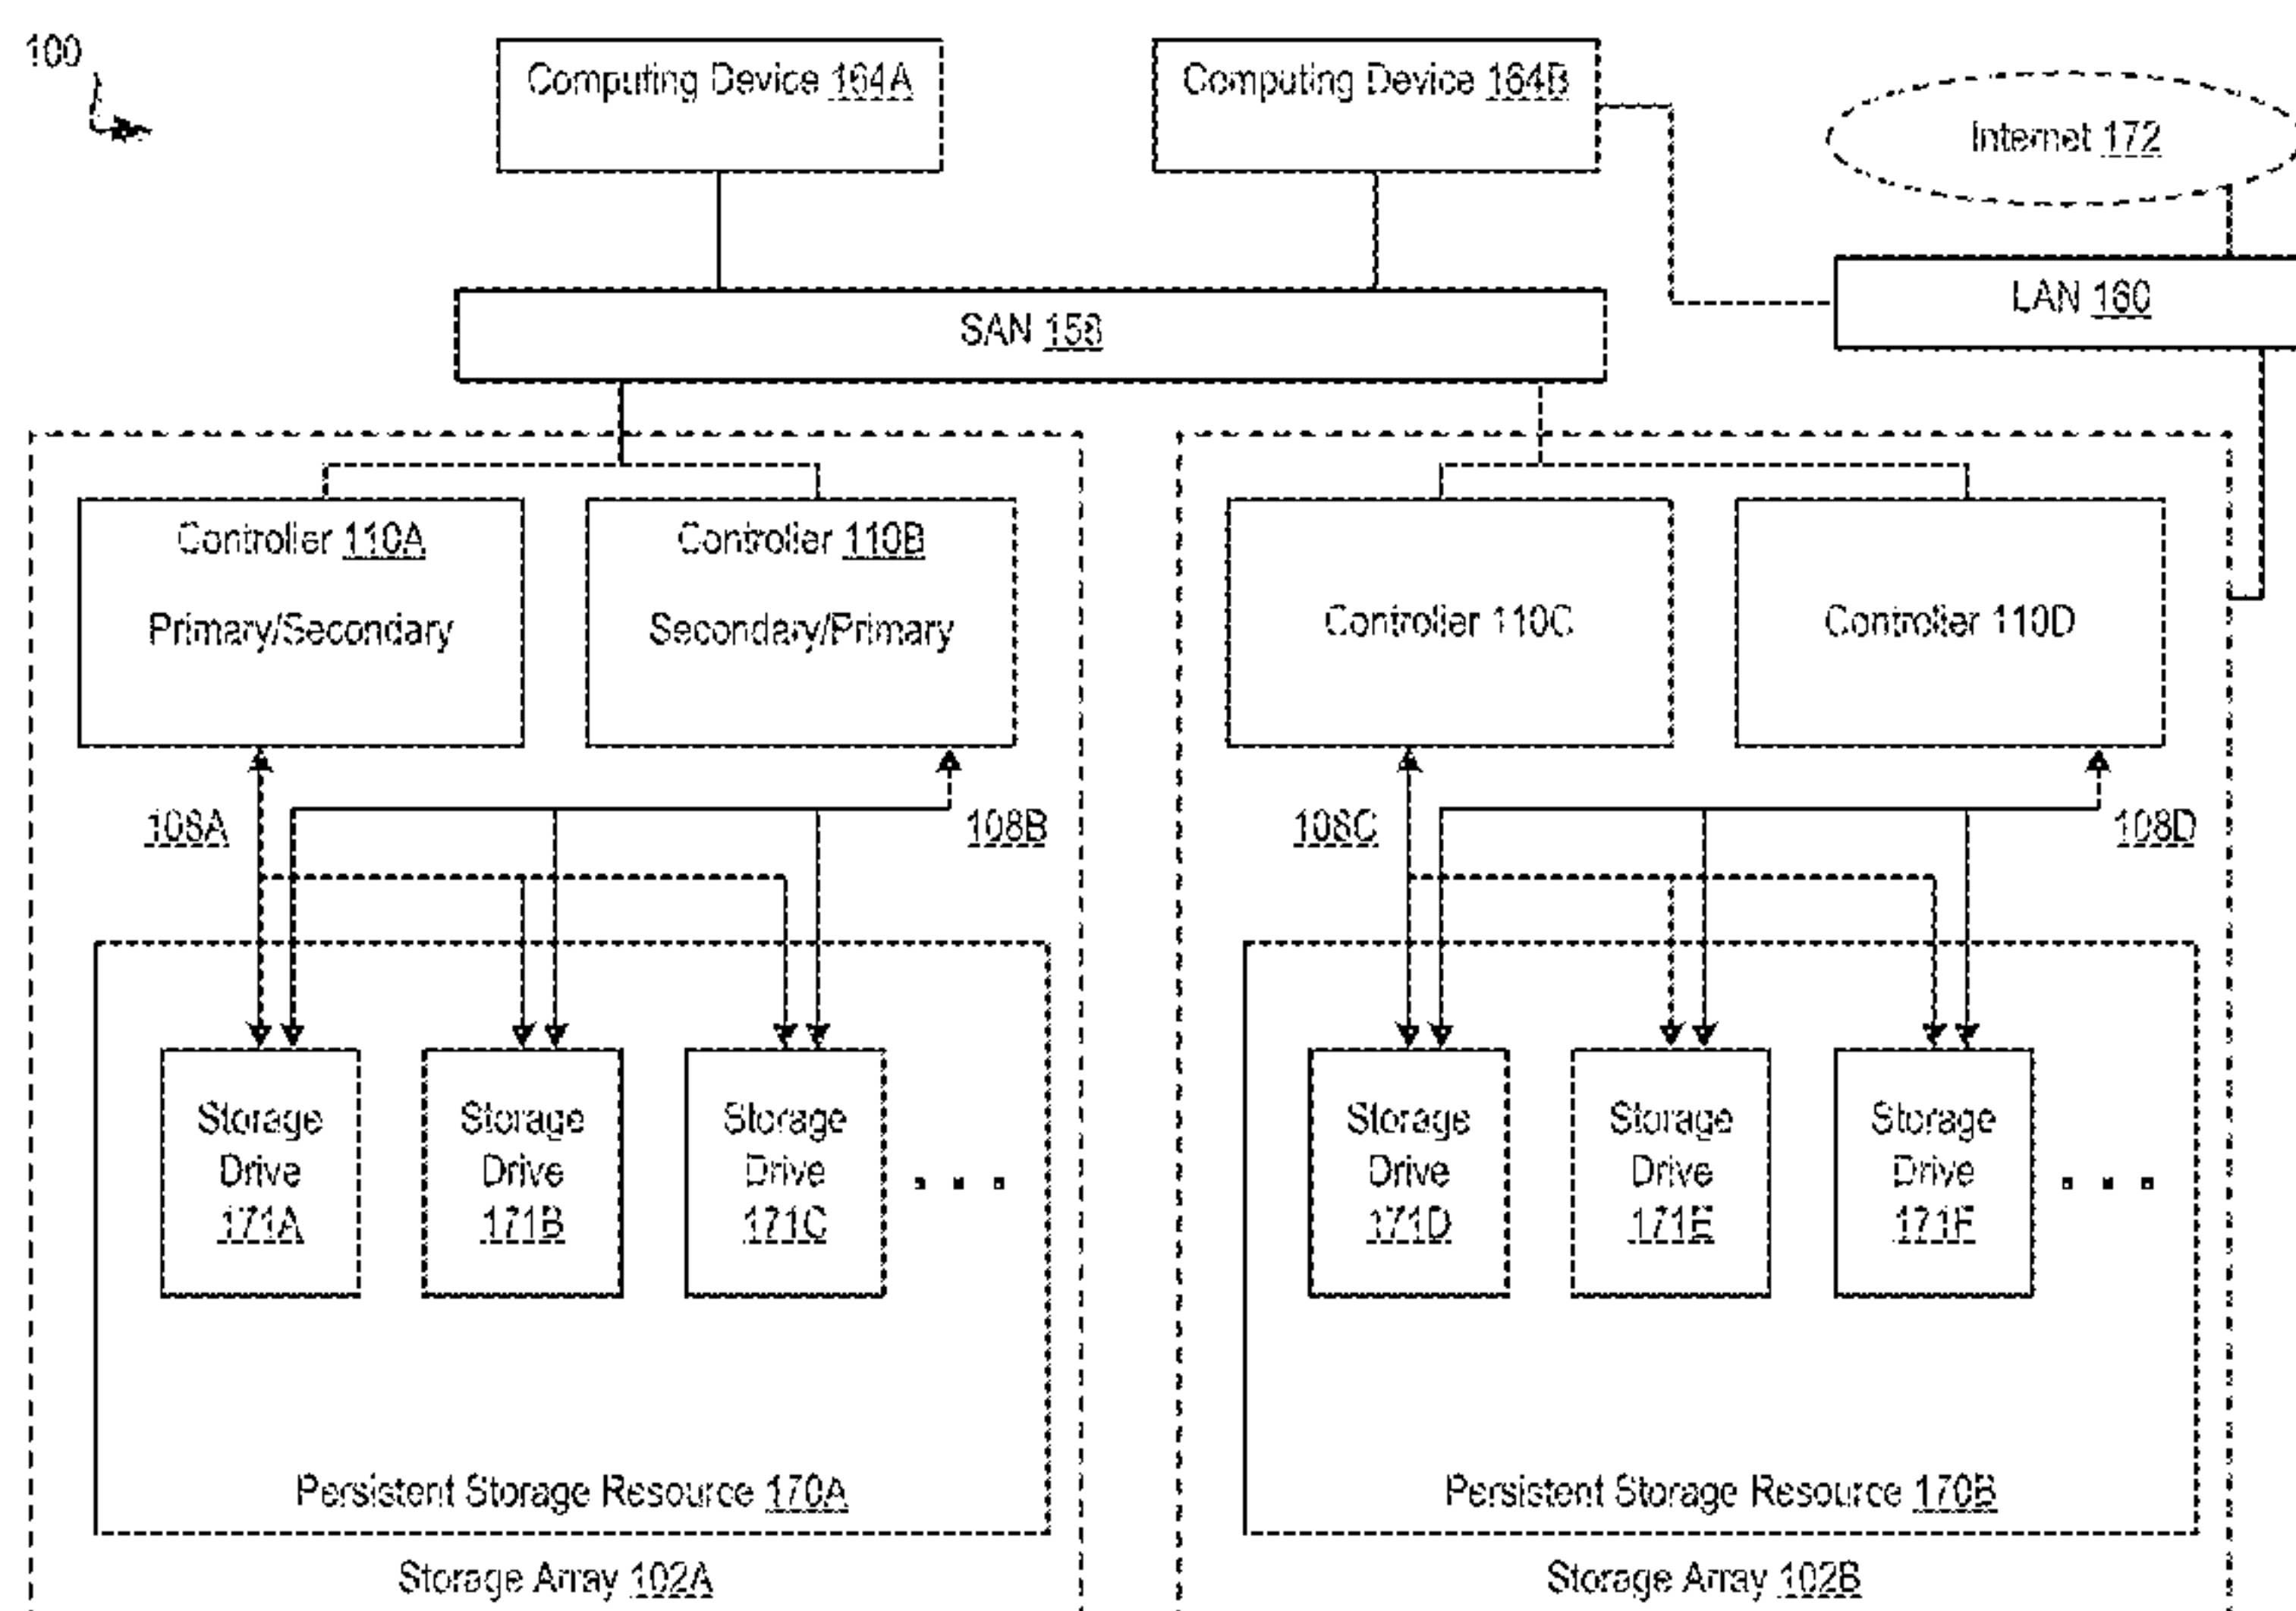 100
Computing Device 164A
Computing Device 164B
Internet 172
SAN 158
LAN 160
Controller 110A
Primary/Secondary
Controller 110B
Secondary/Primary
Controller 110C
Controller 110D
108A
108B
108C
108D
Storage
Drive
171A
Storage
Drive
171B
Storage
Drive
171C
. . .
Storage
Drive
171D
Storage
Drive
171E
Storage
Drive
171F
. . .
Persistent Storage Resource 170A
Persistent Storage Resource 170B
Storage Array 102A
Storage Array 102B